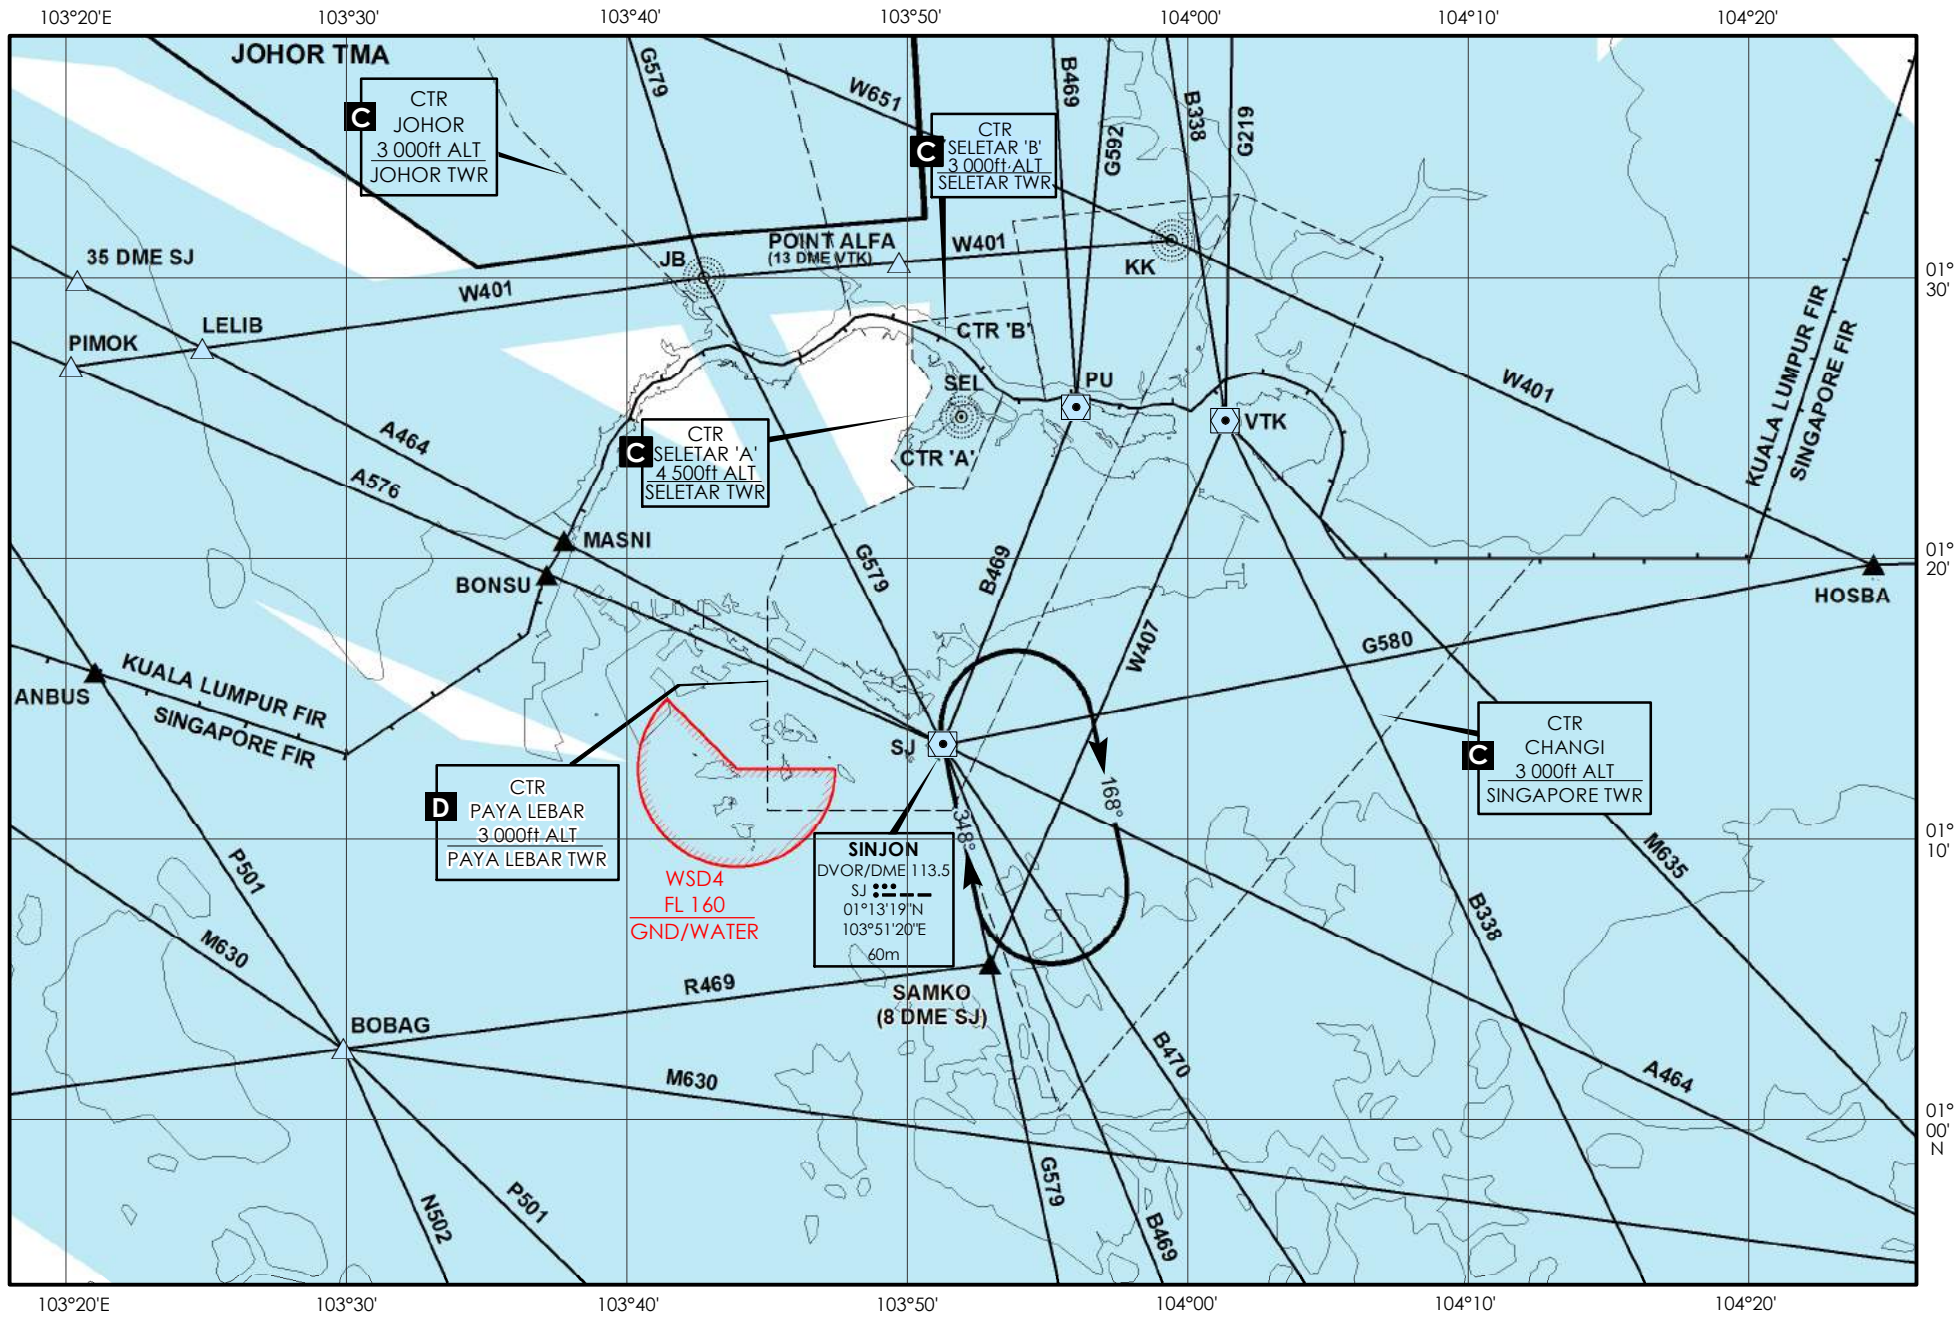 103°20'E
103°40'
103°50'
104°00'
104°10'
104°20'
JOHOR TMA
C
CTR
JOHOR
3 000ft ALT
JOHOR TWR
G579
W651
C
CTR
SELETAR 'B'
3 000ft ALT
SELETAR TWR
B469
G592
B338
G219
35 DME SJ
JB
POINT ALFA
(13 DME VTK)
W401
KK
W401
01°
30'
PIMOK
LELIB
CTR 'B'
KUALA LUMPUR FIR
SINGAPORE FIR
SEL
PU
VTK
W401
A464
C
CTR
SELETAR 'A'
4 500ft ALT
SELETAR TWR
CTR 'A'
A576
MASNI
BONSU
G579
B469
01°
20'
HOSBA
G580
W407
ANBUS
KUALA LUMPUR FIR
SINGAPORE FIR
SJ
C
CTR
CHANGI
3 000ft ALT
SINGAPORE TWR
D
CTR
PAYA LEBAR
3 000ft ALT
PAYA LEBAR TWR
168°
348°
01°
10'
P501
WSD4
FL 160
GND/WATER
SINJON
DVOR/DME 113.5
SJ
01°13'19"N
103°51'20"E
60m
M635
B338
M630
R469
SAMKO
(8 DME SJ)
BOBAG
M630
B470
A464
01°
00'
N
N502
P501
G579
B469
103°20'E
103°30'
103°40'
103°50'
104°00'
104°10'
104°20'